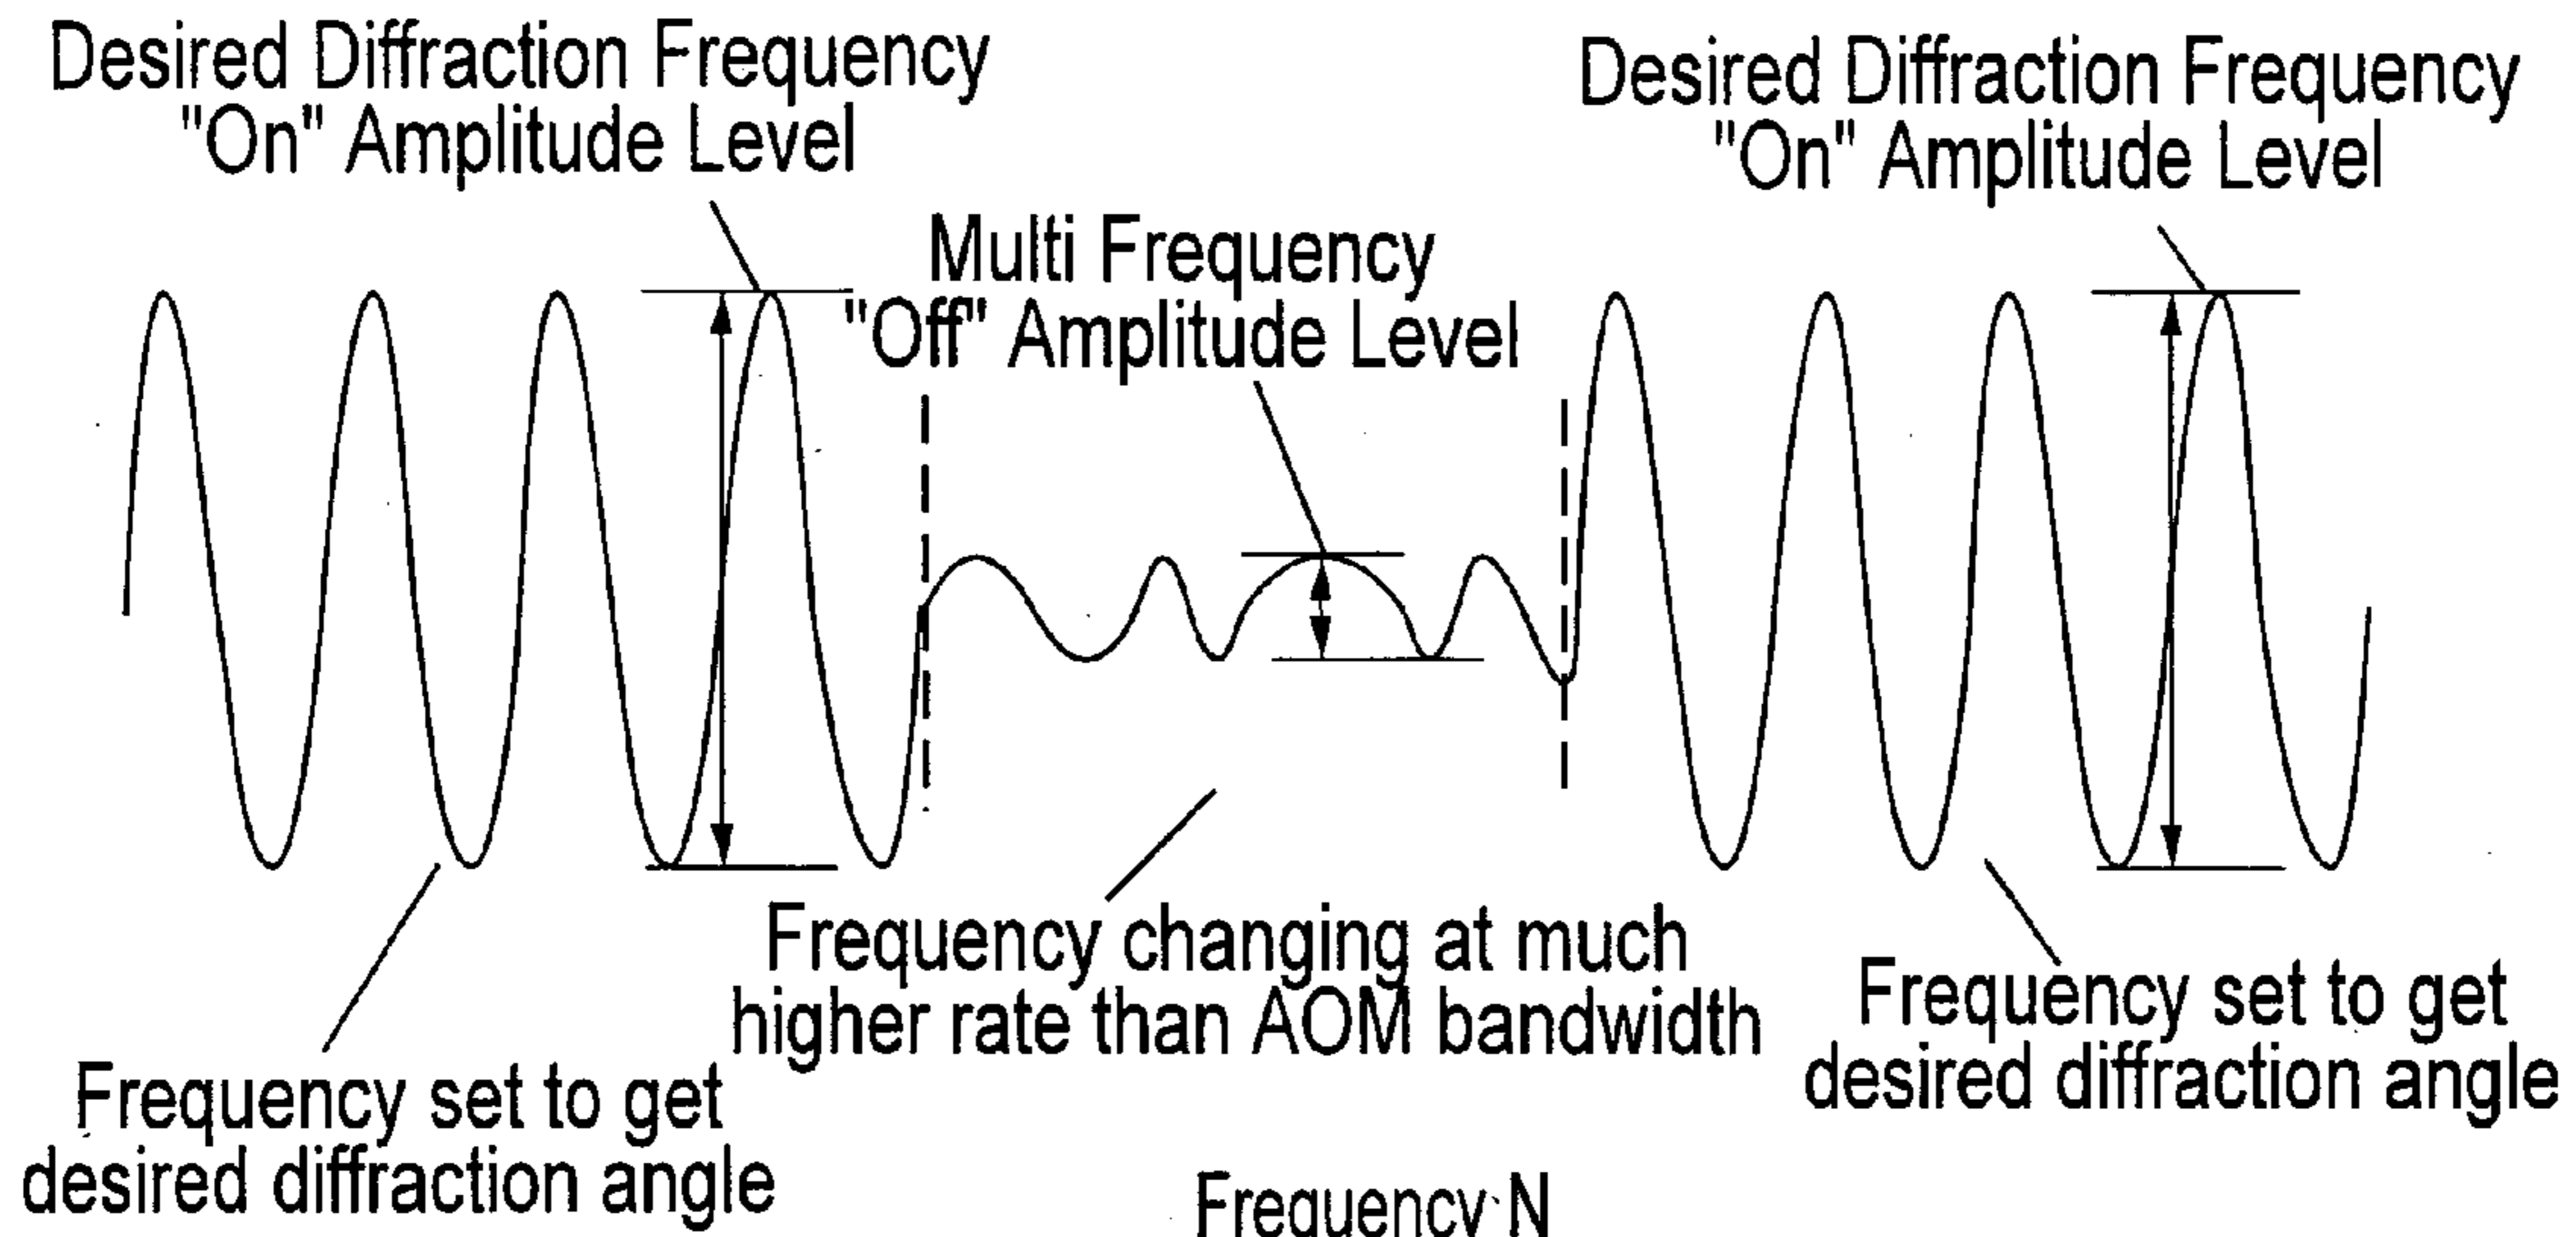 Desired Diffraction Frequency
"On" Amplitude Level
Desired Diffraction Frequency
"On" Amplitude Level
Multi Frequency
"Off" Amplitude Level
Frequency changing at much
higher rate than AOM bandwidth
Frequency set to get
desired diffraction angle
Frequency set to get
desired diffraction angle
Frequency N